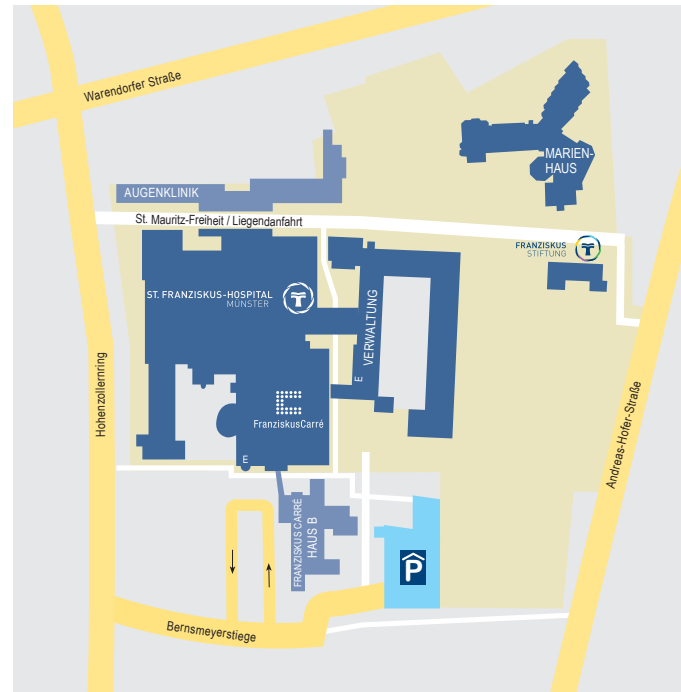 Warendorfer Straße
MARIEN-
HAUS
AUGENKLINIK
St. Mauritz-Freiheit / Liegendanfahrt
FRANZISKUS
STIFTUNG
ST. FRANZISKUS-HOSPITAL
MÜNSTER
VERWALTUNG
E
Hohenzollernring
FranziskusCarré
E
Andreas-Hofer-Straße
FRANZISKUS CARRÉ
HAUS B
P
Bernsmeyerstiege